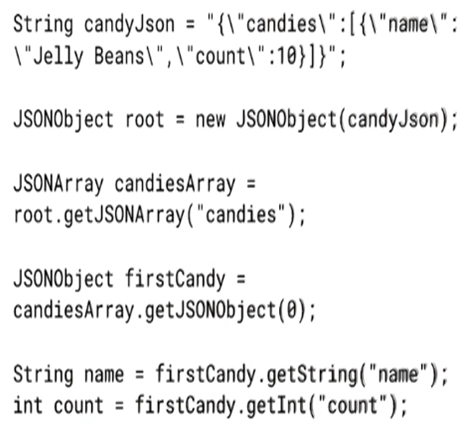 String candyJson = "{\"candies\":[{\"name\":
\"Jelly Beans\",\"count\":10}]}";
JSONObject root = new JSONObject(candyJson);
JSONArray candiesArray =
root.getJSONArray("candies");
JSONObject firstCandy =
candiesArray.getJSONObject(0);
String name = firstCandy.getString("name");
int count = firstCandy.getInt("count");